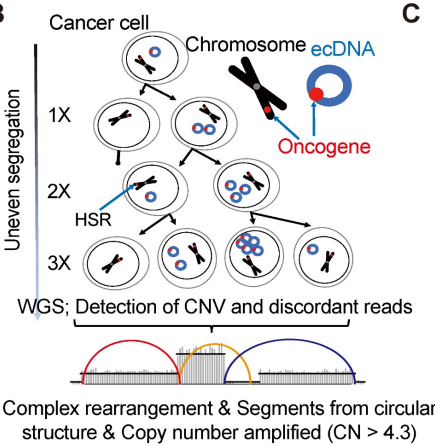 B
C
Cancer cell
Chromosome
ecDNA
1X
Oncogene
Uneven segregation
2X
HSR
3X
WGS; Detection of CNV and discordant reads
Complex rearrangement & Segments from circular
structure & Copy number amplified (CN > 4.3)